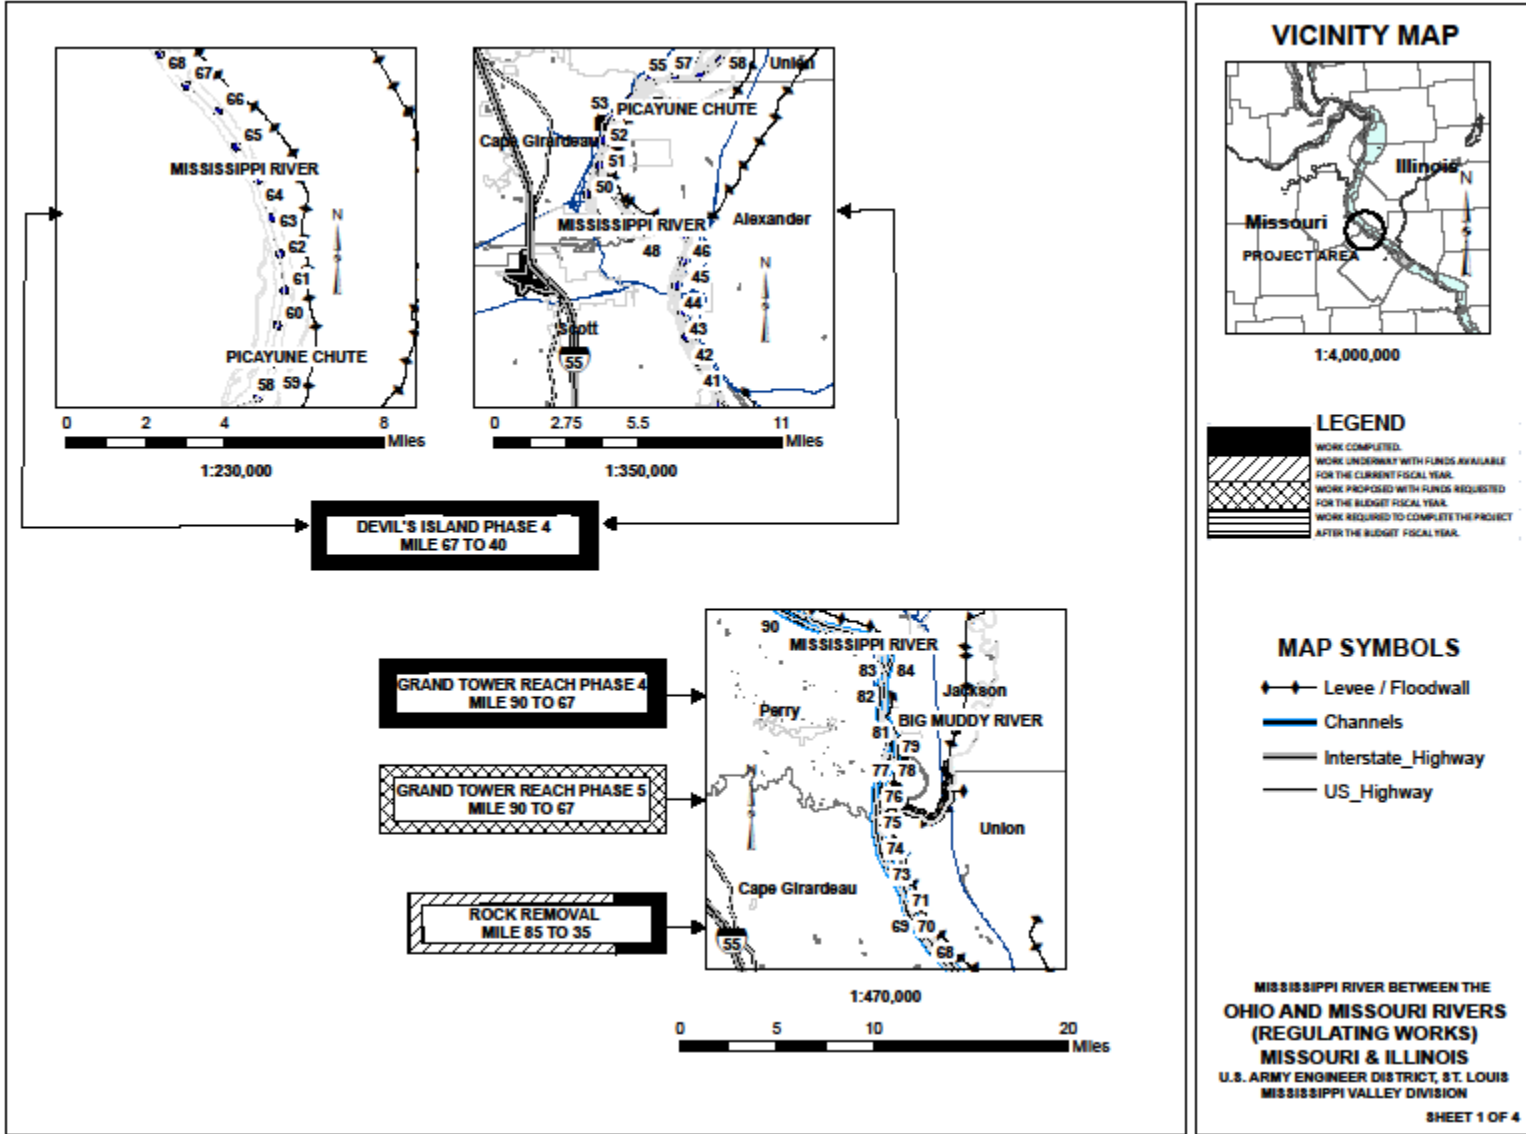 68
67
66
65
MISSISSIPPI RIVER
64
63
N
62
61
60
PICAYUNE CHUTE
58 59
0 2 4 8
Miles
1:230,000
55 57 58 Union
53
PICAYUNE CHUTE
52
Cape Girardeau
51
50
MISSISSIPPI RIVER
Alexander
48
46
N
45
44
43
Scott
42
55
41
0 2.75 5.5 11
Miles
1:350,000
DEVIL'S ISLAND PHASE 4
MILE 67 TO 40
GRAND TOWER REACH PHASE 4
MILE 90 TO 67
GRAND TOWER REACH PHASE 5
MILE 90 TO 67
ROCK REMOVAL
MILE 85 TO 35
90
MISSISSIPPI RIVER
83 84
82
Jackson
Perry
BIG MUDDY RIVER
81
79
N
77 78
76
75
Union
74
73
Cape Girardeau
71
69 70
55
68
1:470,000
0 5 10 20
Miles
VICINITY MAP
Illinois
N
S
Missouri
PROJECT AREA
1:4,000,000
LEGEND
WORK COMPLETED.
WORK UNDERWAY WITH FUNDS AVAILABLE
FOR THE CURRENT FISCAL YEAR.
WORK PROPOSED WITH FUNDS REQUESTED
FOR THE BUDGET FISCAL YEAR.
WORK REQUIRED TO COMPLETE THE PROJECT
AFTER THE BUDGET FISCAL YEAR.
MAP SYMBOLS
Levee / Floodwall
Channels
Interstate_Highway
US_Highway
MISSISSIPPI RIVER BETWEEN THE
OHIO AND MISSOURI RIVERS
(REGULATING WORKS)
MISSOURI & ILLINOIS
U.S. ARMY ENGINEER DISTRICT, ST. LOUIS
MISSISSIPPI VALLEY DIVISION
SHEET 1 OF 4